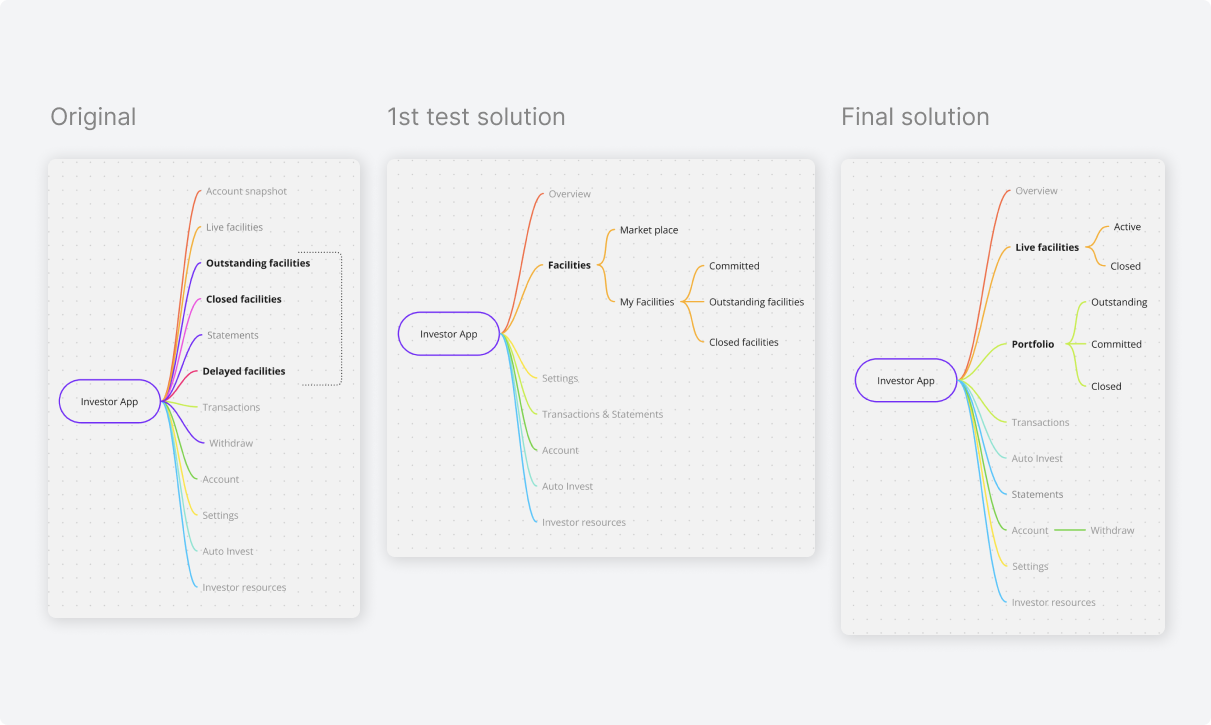 Original
Account snapshot
Live facilities
Outstanding facilities
Closed facilities
Statements
Delayed facilities
Investor App
Transactions
Withdraw
Account
Settings
Auto Invest
Investor resources
1st test solution
Overview
Market place
Facilities
Committed
My Facilities
Outstanding facilities
Closed facilities
Investor App
Settings
Transactions & Statements
Account
Auto Invest
Investor resources
Final solution
Overview
Active
Live facilities
Closed
Outstanding
Portfolio
Committed
Closed
Investor App
Transactions
Auto Invest
Statements
Account
Withdraw
Settings
Investor resources